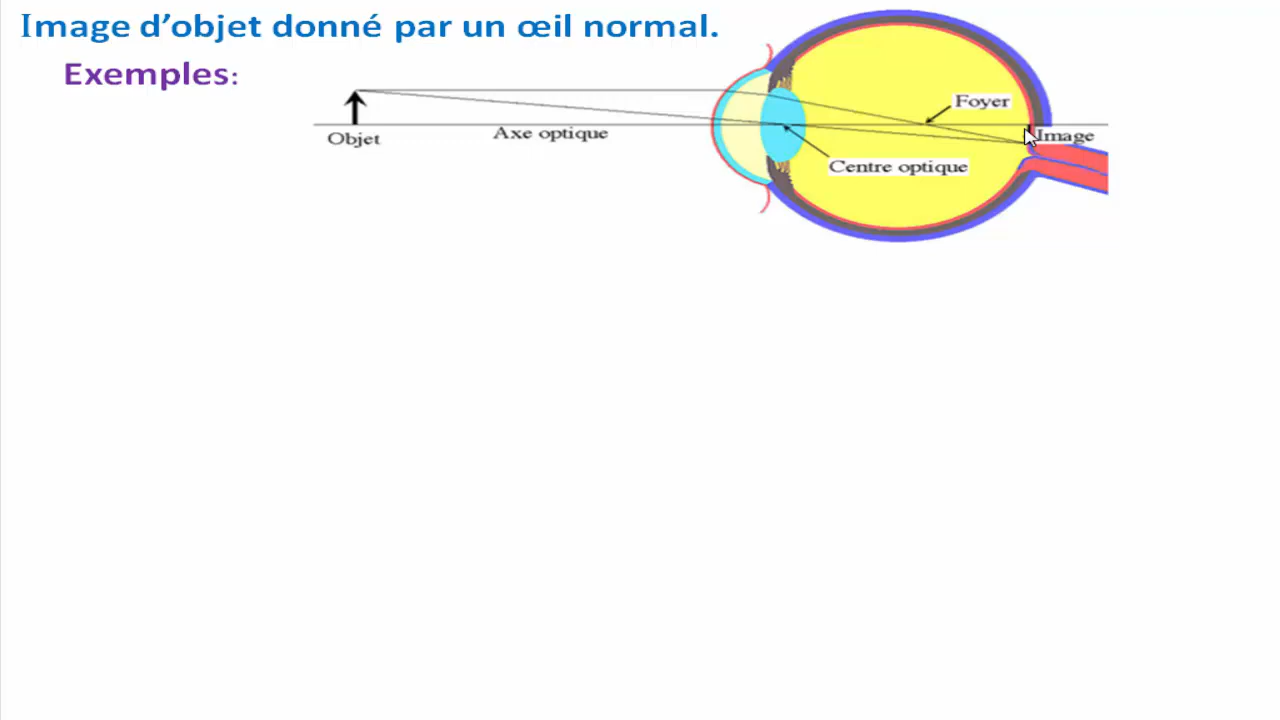 Image d’objet donné par un œil normal.
Exemples:
Foyer
Objet
Axe optique
Image
Centre optique